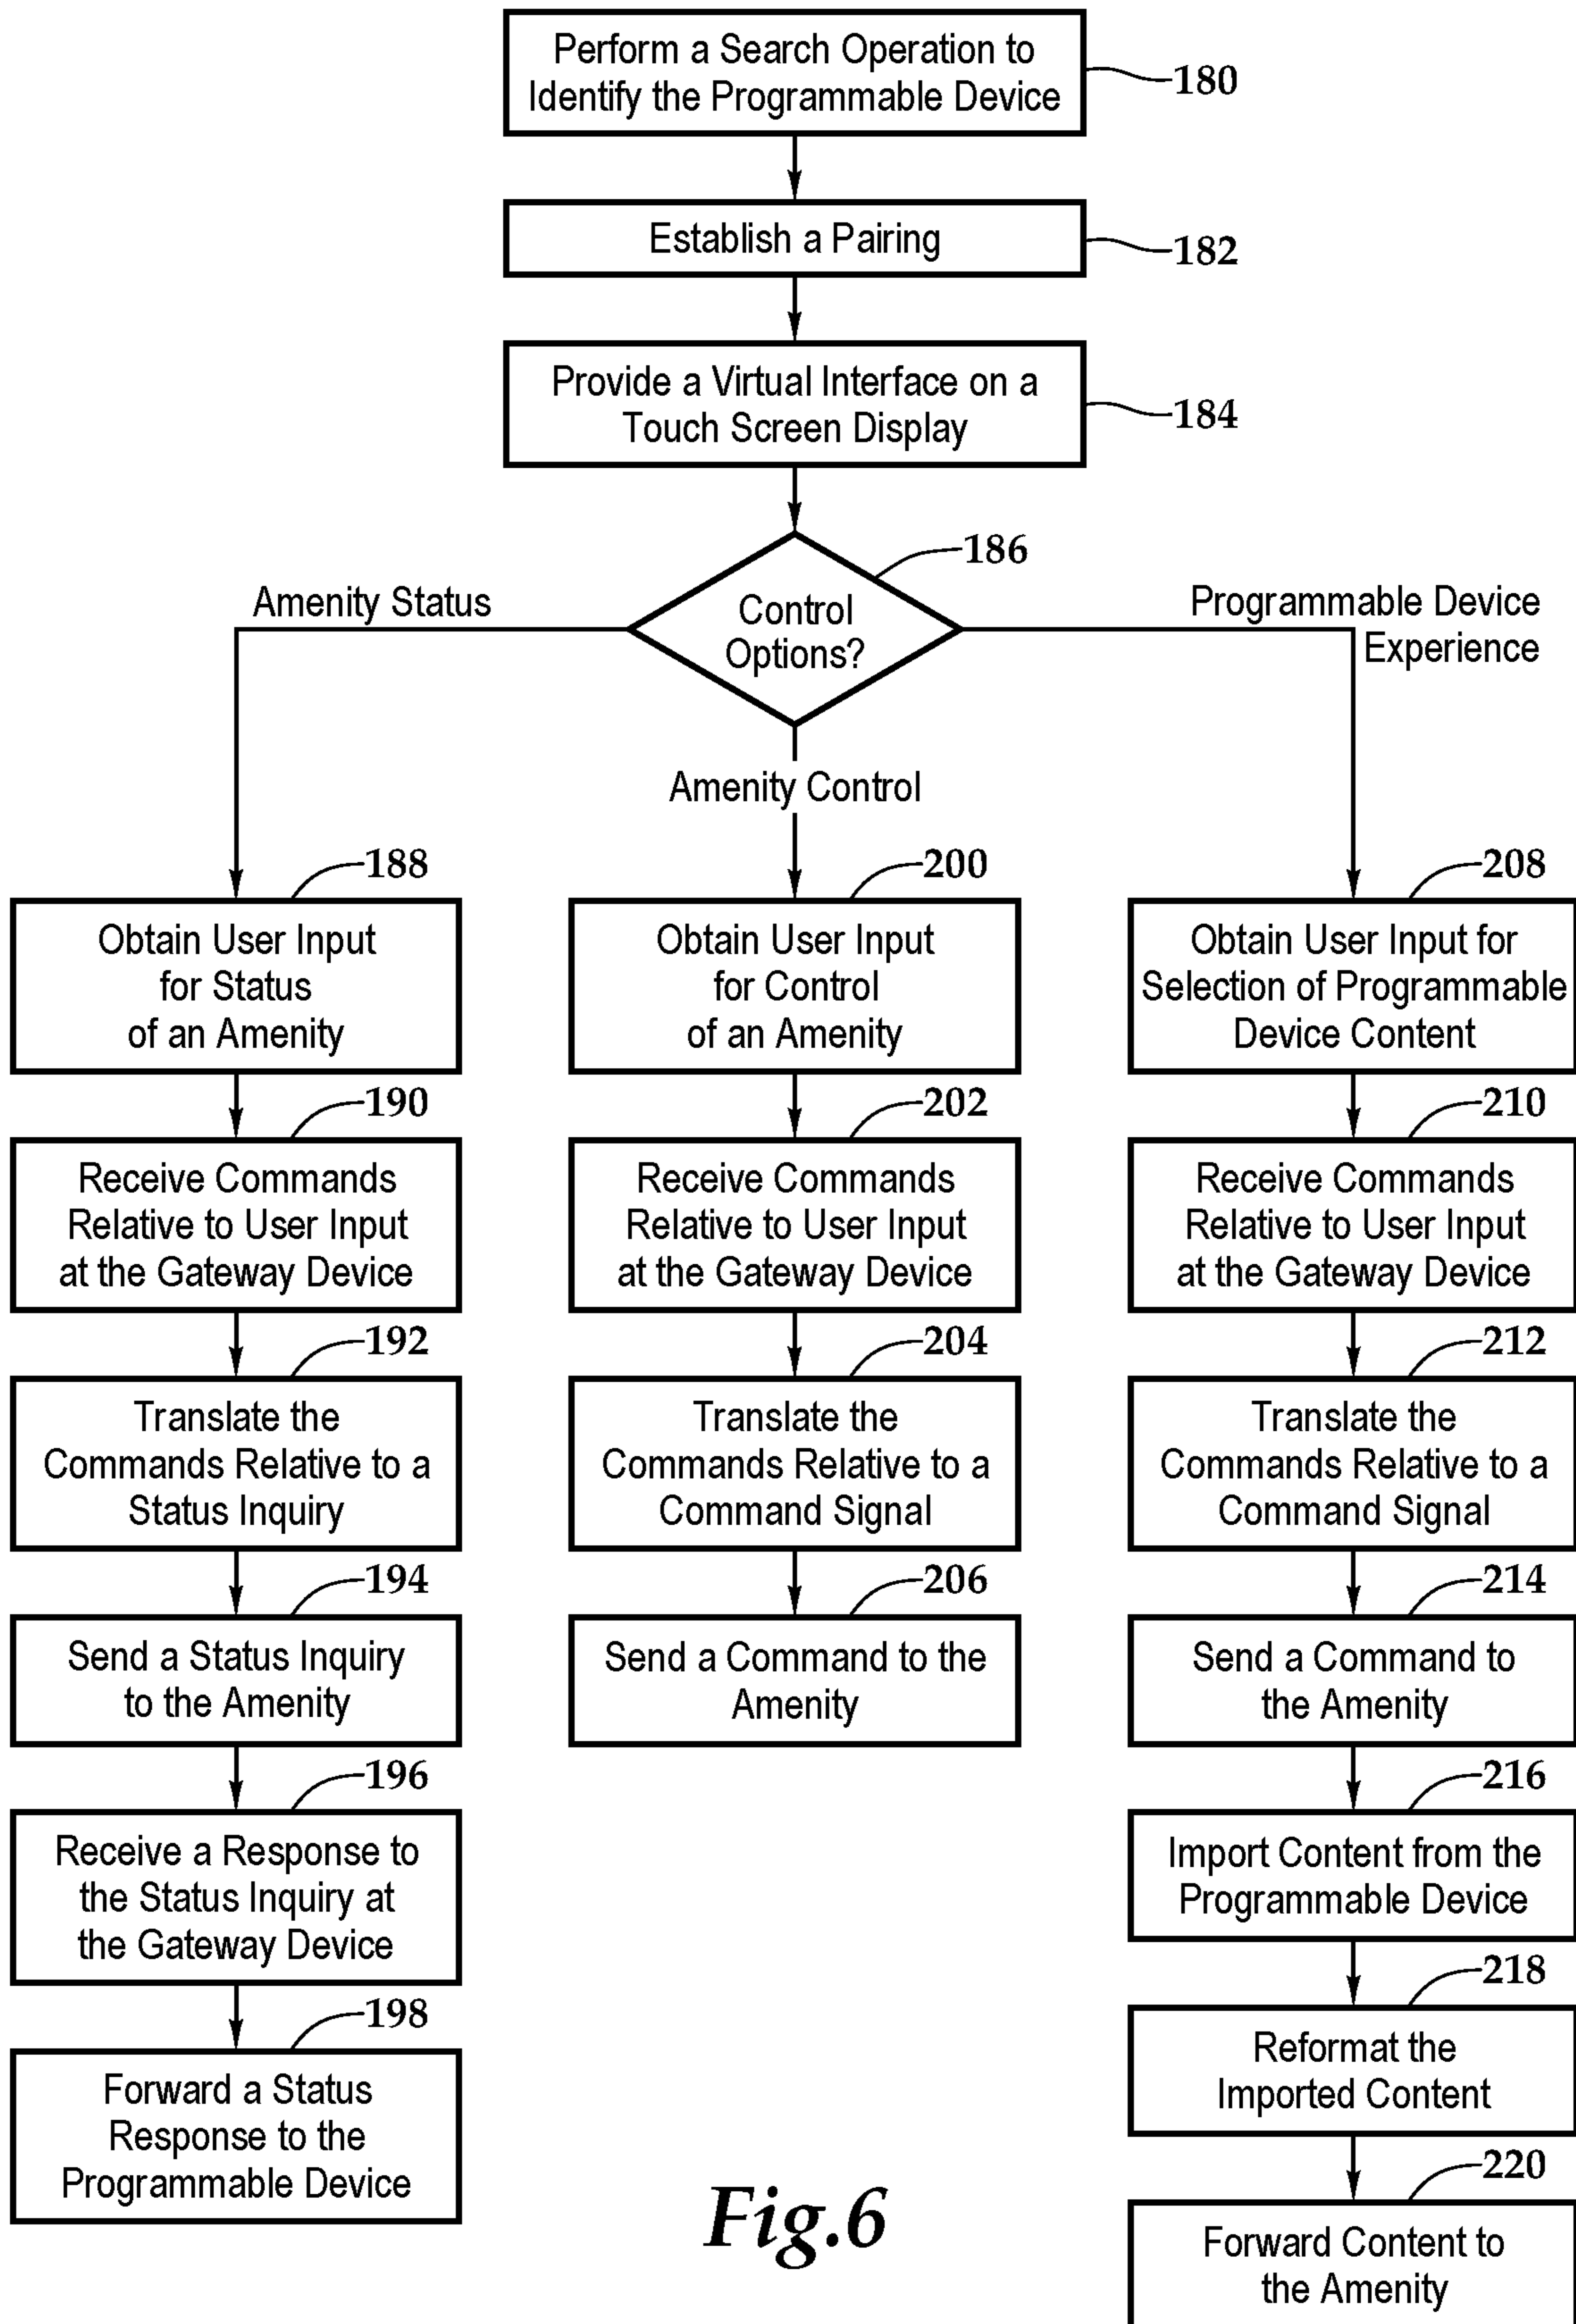 Perform a Search Operation to
Identify the Programmable Device
180
Establish a Pairing
182
Provide a Virtual Interface on a
Touch Screen Display
184
186
Control
Options?
Amenity Status
Amenity Control
Programmable Device
Experience
188
Obtain User Input
for Status
of an Amenity
190
Receive Commands
Relative to User Input
at the Gateway Device
192
Translate the
Commands Relative to a
Status Inquiry
194
Send a Status Inquiry
to the Amenity
196
Receive a Response to
the Status Inquiry at
the Gateway Device
198
Forward a Status
Response to the
Programmable Device
200
Obtain User Input
for Control
of an Amenity
202
Receive Commands
Relative to User Input
at the Gateway Device
204
Translate the
Commands Relative to a
Command Signal
206
Send a Command to the
Amenity
208
Obtain User Input for
Selection of Programmable
Device Content
210
Receive Commands
Relative to User Input
at the Gateway Device
212
Translate the
Commands Relative to a
Command Signal
214
Send a Command to
the Amenity
216
Import Content from the
Programmable Device
218
Reformat the
Imported Content
220
Forward Content to
the Amenity
Fig.6